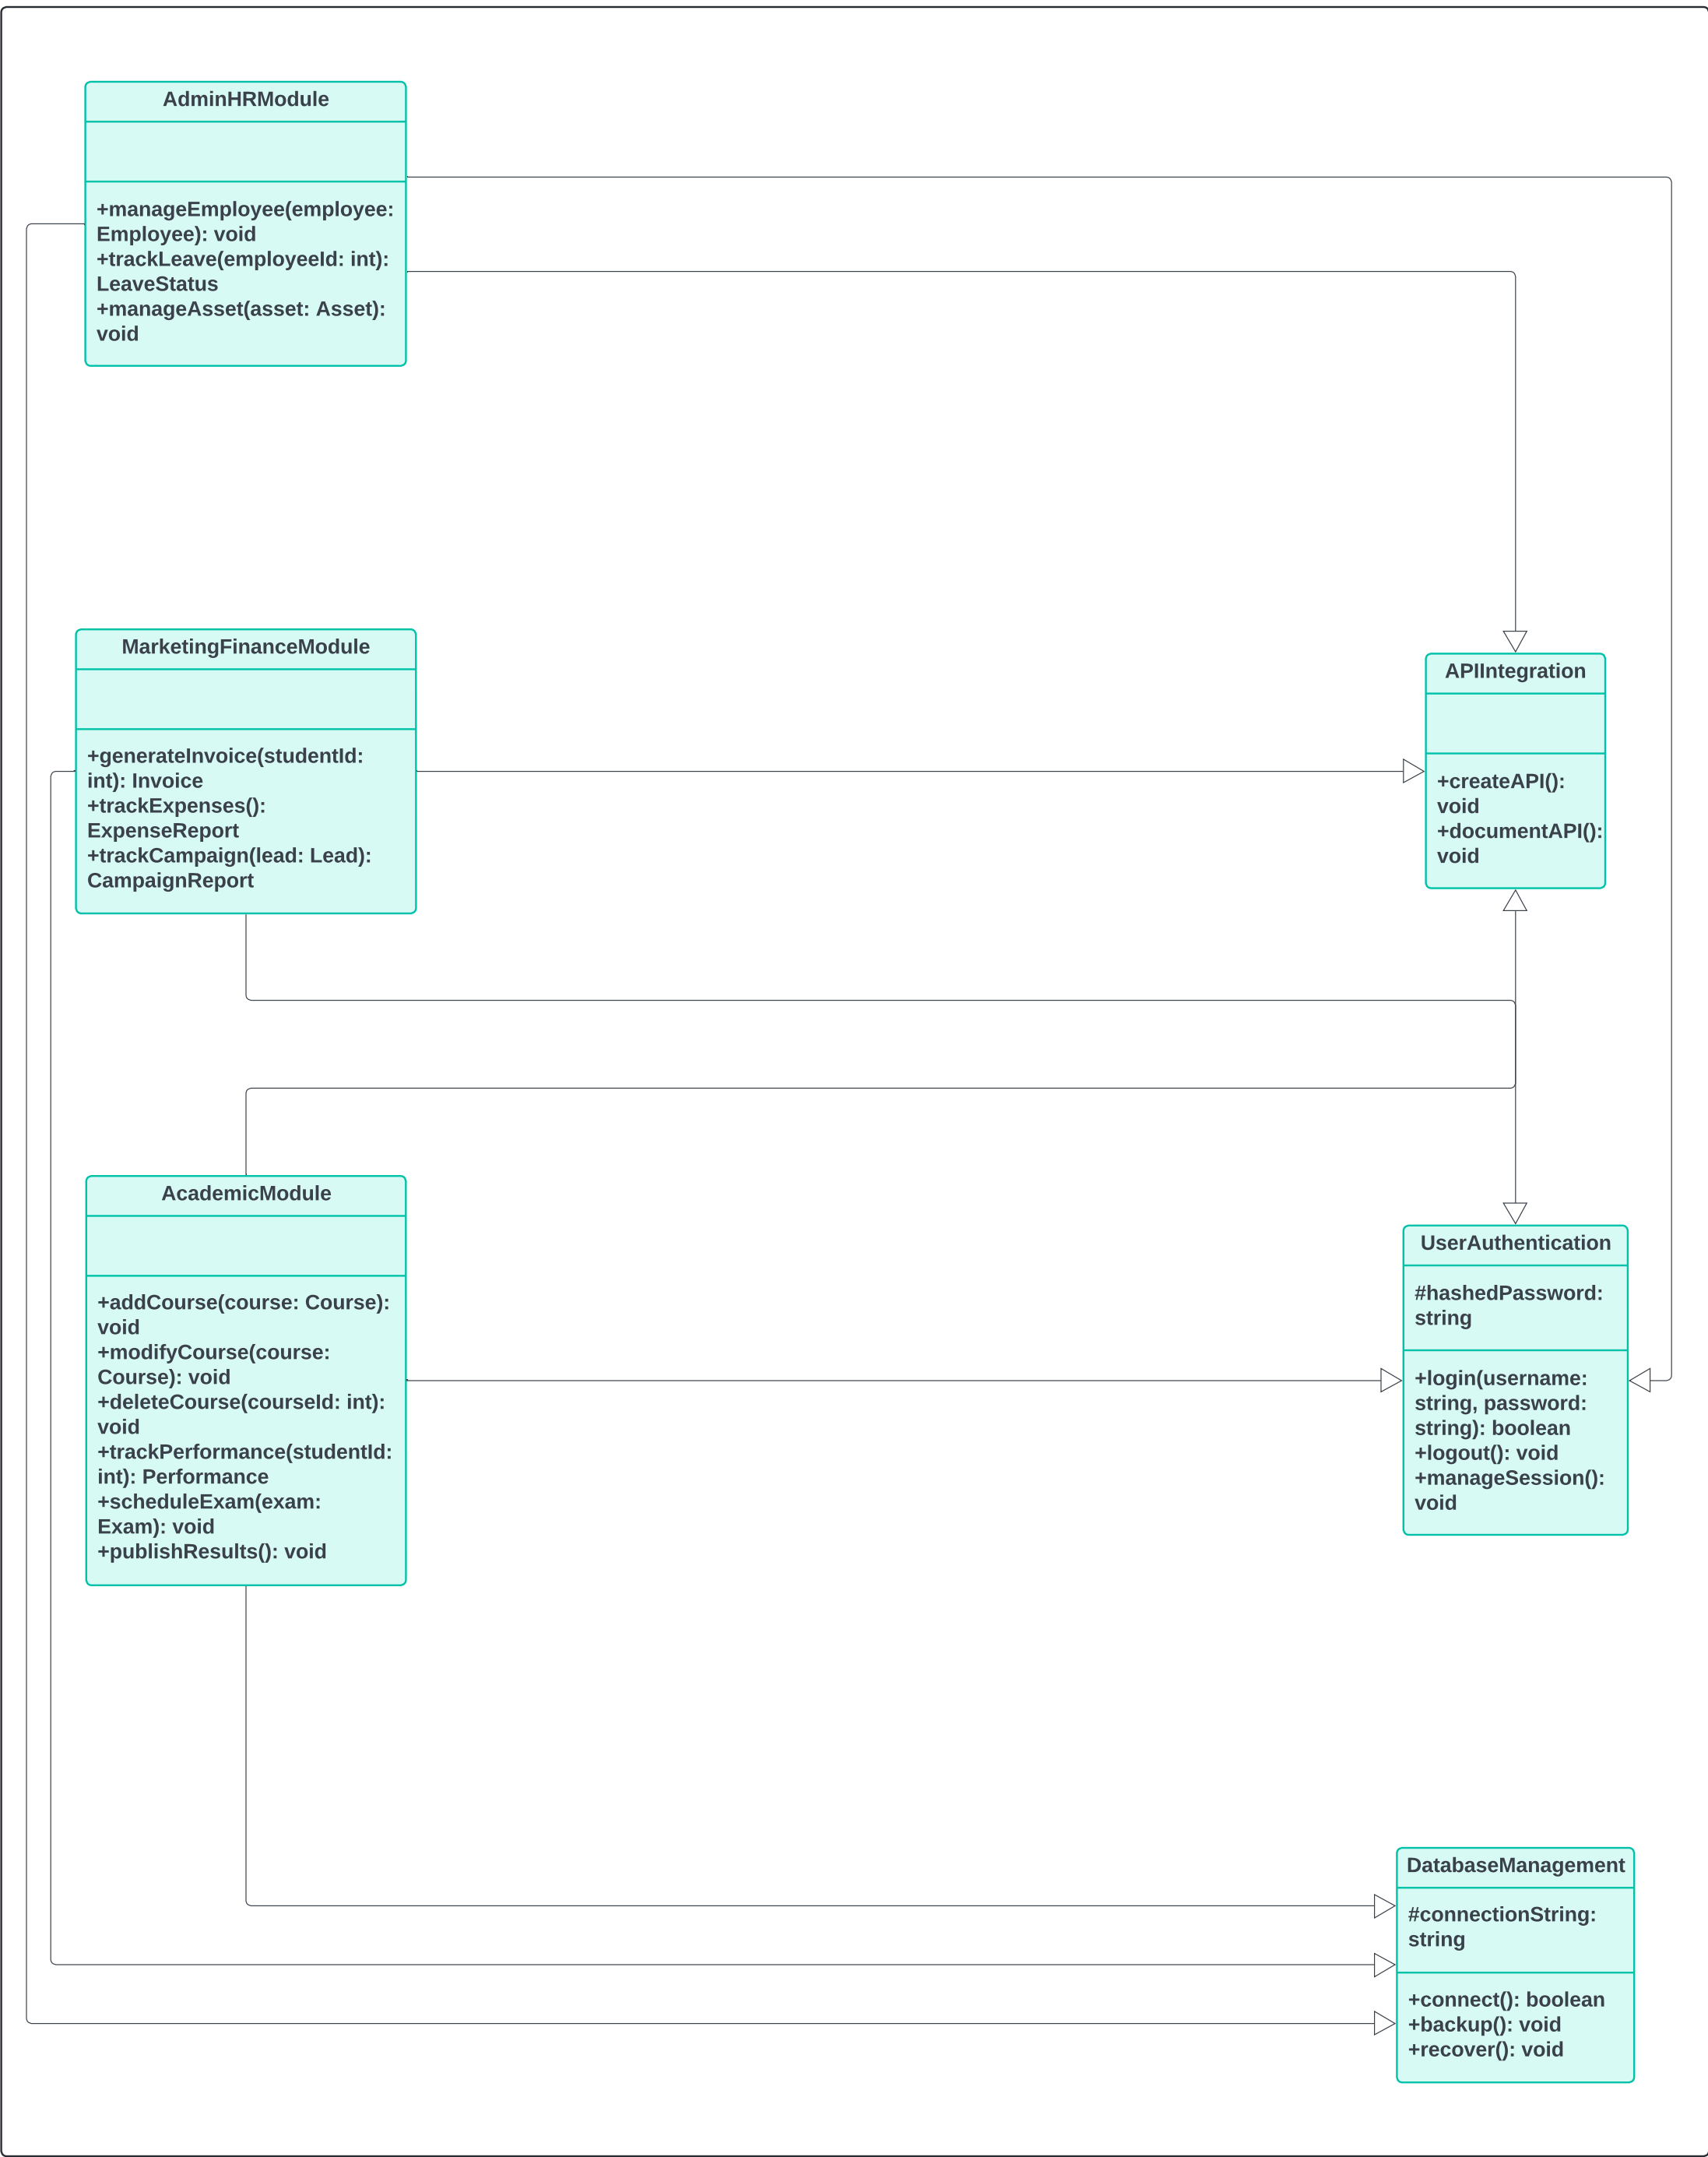 AdminHRModule
+manageEmployee(employee:
Employee): void
+trackLeave(employeeId: int):
LeaveStatus
+manageAsset(asset: Asset):
void
MarketingFinanceModule
+generateInvoice(studentId:
int): Invoice
+trackExpenses():
ExpenseReport
+trackCampaign(lead: Lead):
CampaignReport
APIIntegration
+createAPI():
void
+documentAPI():
void
AcademicModule
+addCourse(course: Course):
void
+modifyCourse(course:
Course): void
+deleteCourse(courseId: int):
void
+trackPerformance(studentId:
int): Performance
+scheduleExam(exam:
Exam): void
+publishResults(): void
UserAuthentication
#hashedPassword:
string
+login(username:
string, password:
string): boolean
+logout(): void
+manageSession():
void
DatabaseManagement
#connectionString:
string
+connect(): boolean
+backup(): void
+recover(): void